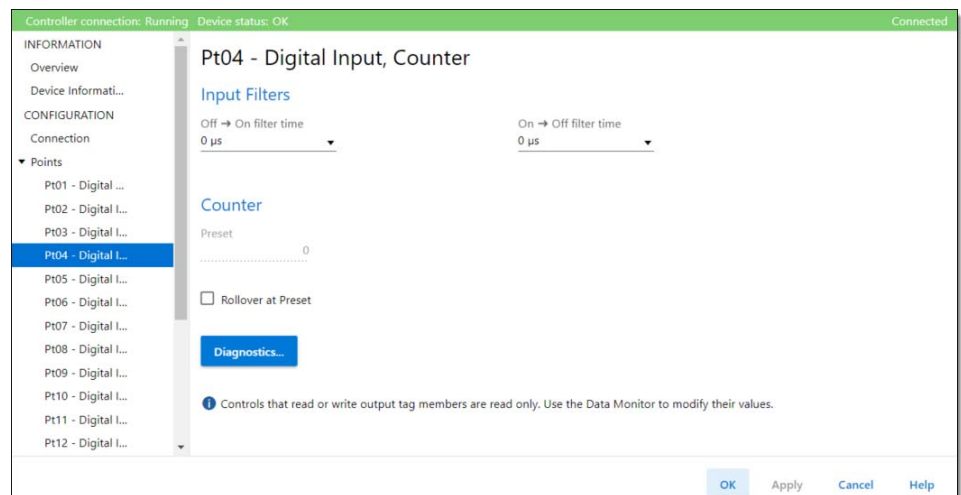 Controller connection: Running Device status: OK Connected
INFORMATION
Overview
Device Informati...
CONFIGURATION
Connection
Points
Pt01 - Digital ...
Pt02 - Digital I...
Pt03 - Digital I...
Pt04 - Digital I...
Pt05 - Digital I...
Pt06 - Digital I...
Pt07 - Digital I...
Pt08 - Digital I...
Pt09 - Digital I...
Pt10 - Digital I...
Pt11 - Digital I...
Pt12 - Digital I...
Pt04 - Digital Input, Counter
Input Filters
Off → On filter time On → Off filter time
0 µs 0 µs
Counter
Preset
0
Rollover at Preset
Diagnostics...
Controls that read or write output tag members are read only. Use the Data Monitor to modify their values.
OK Apply Cancel Help